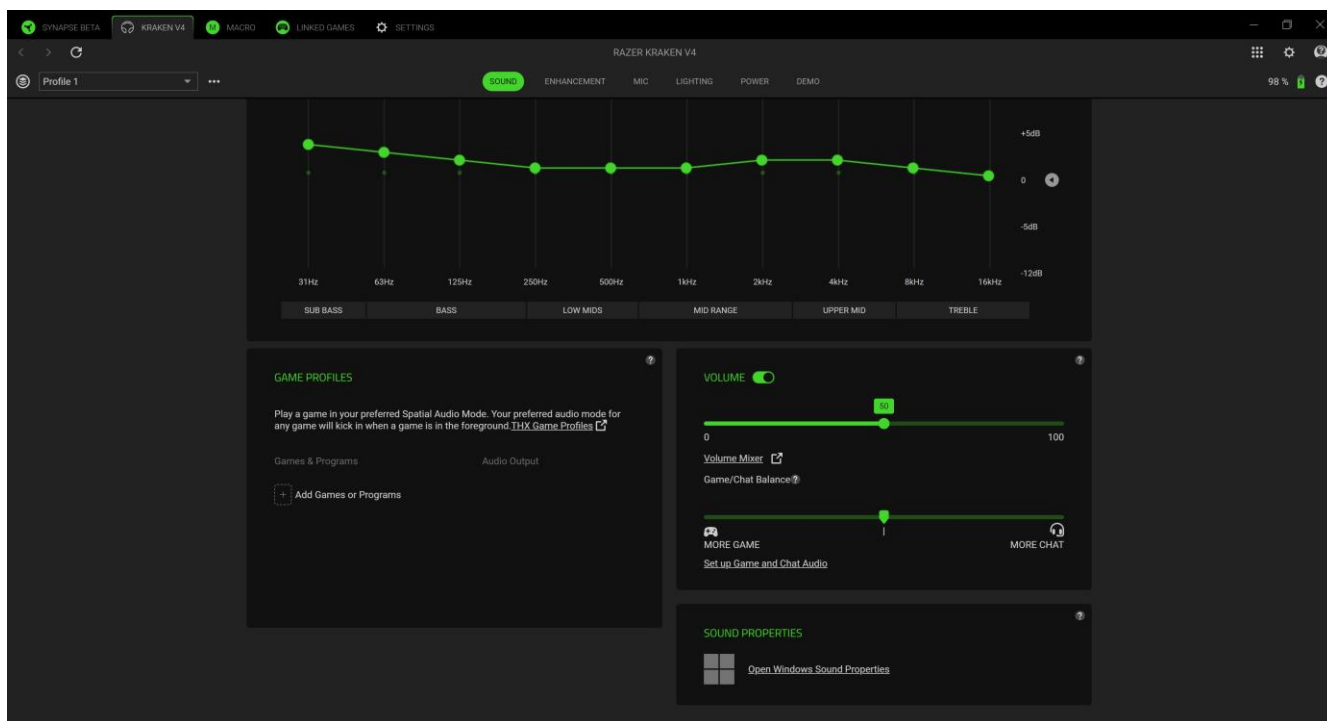 SYNAPSE BETA KRAKEN V4 M MACRO LINKED GAMES SETTINGS
RAZER KRAKEN V4
Profile 1 SOUND ENHANCEMENT MIC LIGHTING POWER DEMO 98 % ?
+5dB
0
-5dB
-12dB
31Hz 63Hz 125Hz 250Hz 500Hz 1kHz 2kHz 4kHz 8kHz 16kHz
SUB BASS BASS LOW MIDS MID RANGE UPPER MID TREBLE
?
GAME PROFILES
Play a game in your preferred Spatial Audio Mode. Your preferred audio mode for
any game will kick in when a game is in the foreground.THX Game Profiles
Games & Programs Audio Output
+ Add Games or Programs
?
VOLUME
50
0 100
Volume Mixer
Game/Chat Balance?
MORE GAME MORE CHAT
Set up Game and Chat Audio
?
SOUND PROPERTIES
Open Windows Sound Properties